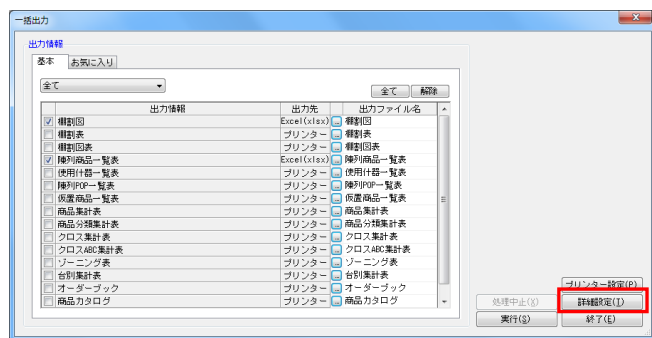 一括出力
出力情報
基本 お気に入り
全て
全て 解除
出力情報 出力先 出力ファイル名
棚割図 Excel(xlsx) 棚割図
棚割表 プリンター 棚割表
棚割図表 プリンター 棚割図表
陳列商品一覧表 Excel(xlsx) 陳列商品一覧表
使用什器一覧表 プリンター 使用什器一覧表
陳列POP一覧表 プリンター 陳列POP一覧表
仮置商品一覧表 プリンター 仮置商品一覧表
商品集計表 プリンター 商品集計表
商品分類集計表 プリンター 商品分類集計表
クロス集計表 プリンター クロス集計表
クロスABC集計表 プリンター クロスABC集計表
ゾーニング表 プリンター ゾーニング表
台別集計表 プリンター 台別集計表
オーダーブック プリンター オーダーブック
商品カタログ プリンター 商品カタログ
プリンター設定(P)
処理中止(X) 詳細設定(I)
実行(S) 終了(E)